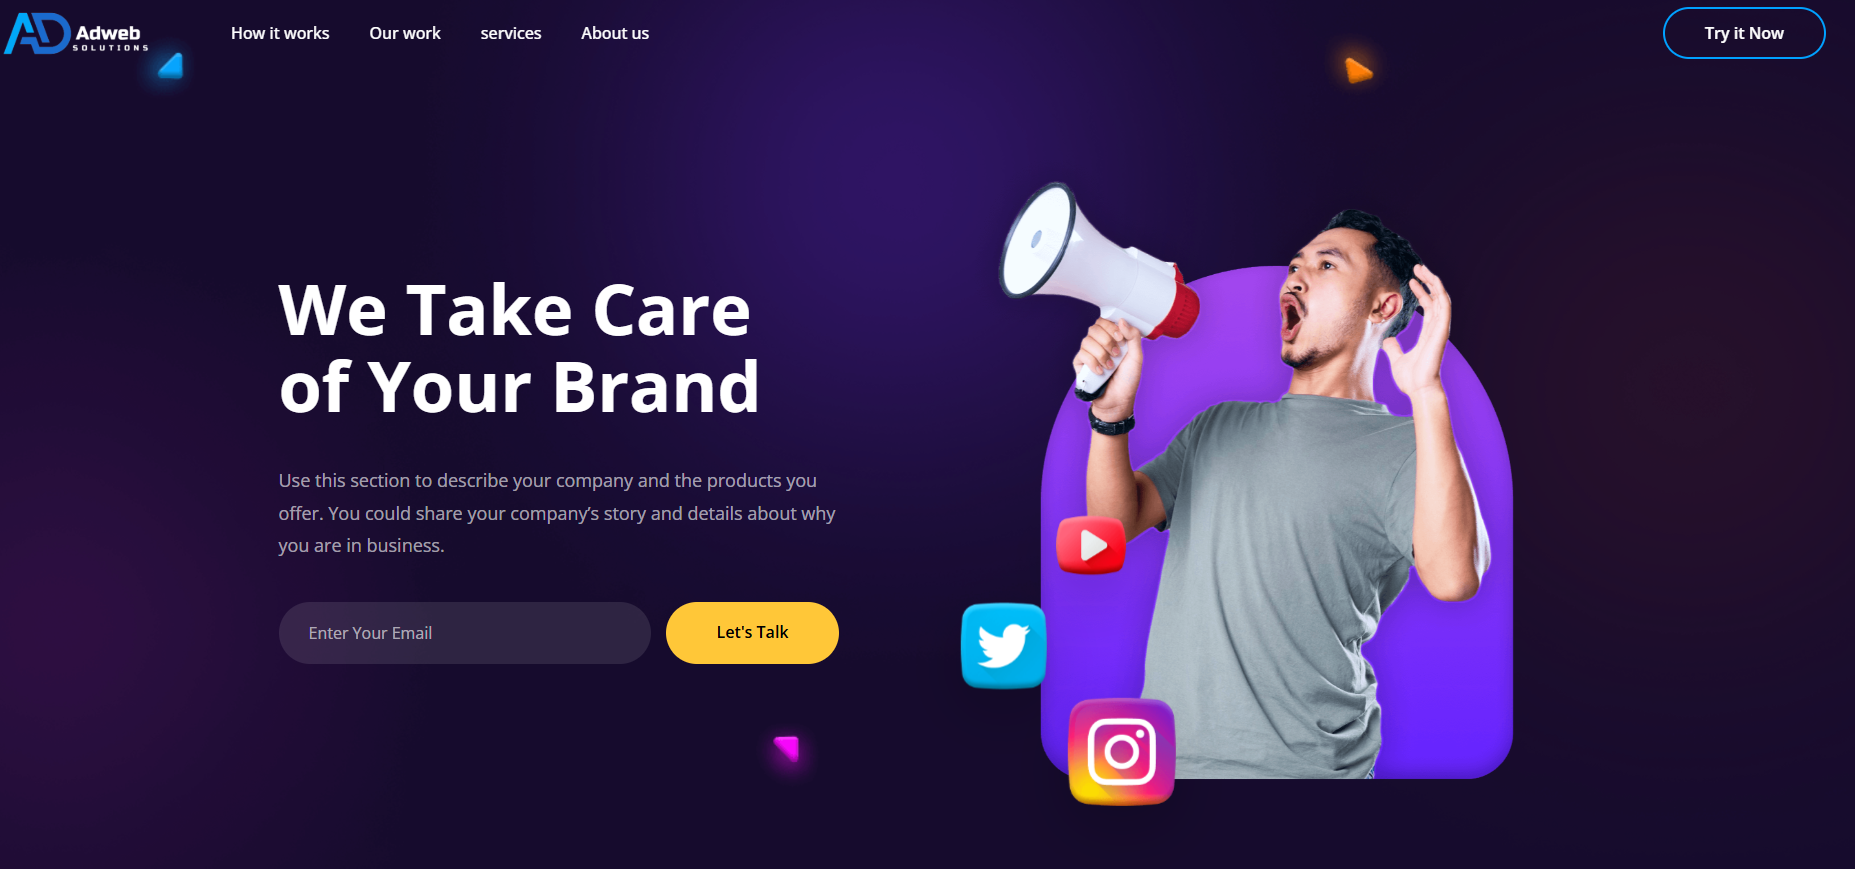 Adweb
SOLUTIONS
How it works
Our work
services
About us
Try it Now
We Take Care
of Your Brand
Use this section to describe your company and the products you
offer. You could share your company’s story and details about why
you are in business.
Enter Your Email
Let's Talk